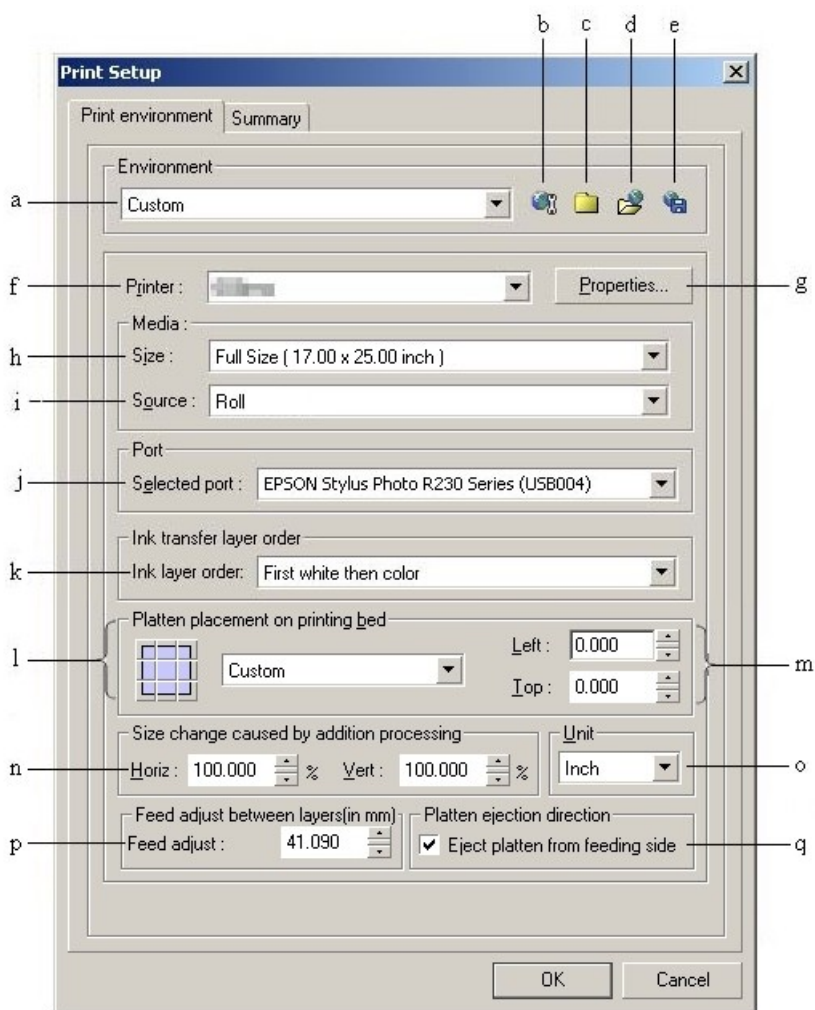 b c d e
Print Setup
Print environment Summary
Environment
a Custom
f Printer : Properties... g
Media :
h Size : Full Size ( 17.00 x 25.00 inch )
i Source : Roll
Port
j Selected port : EPSON Stylus Photo R230 Series (USB004)
Ink transfer layer order
k Ink layer order: First white then color
Platten placement on printing bed
l Custom Left : 0.000 m
Top : 0.000
Size change caused by addition processing Unit
n Horiz : 100.000 % Vert : 100.000 % Inch o
Feed adjust between layers(in mm) Platten ejection direction
p Feed adjust : 41.090 Eject platten from feeding side q
OK Cancel